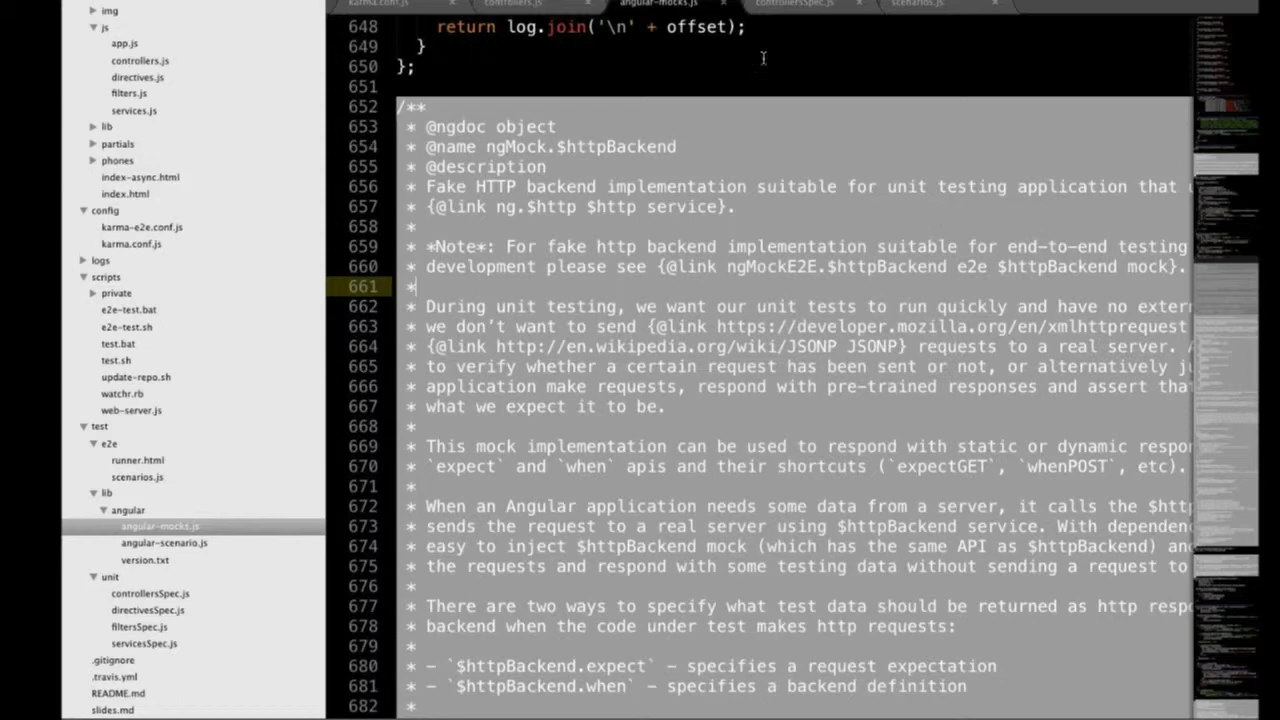 karma.conf.js
controllers.js
angular-mocks.js
controllersSpec.js
scenarios.js
img
js
app.js
controllers.js
directives.js
filters.js
services.js
lib
partials
phones
index-async.html
index.html
config
karma-e2e.conf.js
karma.conf.js
logs
scripts
private
e2e-test.bat
e2e-test.sh
test.bat
test.sh
update-repo.sh
watchr.rb
web-server.js
test
e2e
runner.html
scenarios.js
lib
angular
angular-mocks.js
angular-scenario.js
version.txt
unit
controllersSpec.js
directivesSpec.js
filtersSpec.js
servicesSpec.js
.gitignore
.travis.yml
README.md
slides.md
648 return log.join('\n' + offset);
649 }
650 };
651
652 /**
653 * @ngdoc object
654 * @name ngMock.$httpBackend
655 * @description
656 * Fake HTTP backend implementation suitable for unit testing application that
657 * {@link ng.$http $http service}.
658 *
659 * *Note*: For fake http backend implementation suitable for end-to-end testing
660 * development please see {@link ngMockE2E.$httpBackend e2e $httpBackend mock}.
661 *
662 * During unit testing, we want our unit tests to run quickly and have no exter
663 * we don't want to send {@link https://developer.mozilla.org/en/xmlhttprequest
664 * {@link http://en.wikipedia.org/wiki/JSONP JSONP} requests to a real server.
665 * to verify whether a certain request has been sent or not, or alternatively ju
666 * application make requests, respond with pre-trained responses and assert that
667 * what we expect it to be.
668 *
669 * This mock implementation can be used to respond with static or dynamic respon
670 * `expect` and `when` apis and their shortcuts (`expectGET`, `whenPOST`, etc).
671 *
672 * When an Angular application needs some data from a server, it calls the $htt
673 * sends the request to a real server using $httpBackend service. With dependen
674 * easy to inject $httpBackend mock (which has the same API as $httpBackend) and
675 * the requests and respond with some testing data without sending a request to
676 *
677 * There are two ways to specify what test data should be returned as http resp
678 * backend when the code under test makes http requests:
679 *
680 * - `$httpBackend.expect` - specifies a request expectation
681 * - `$httpBackend.when` - specifies a backend definition
682 *